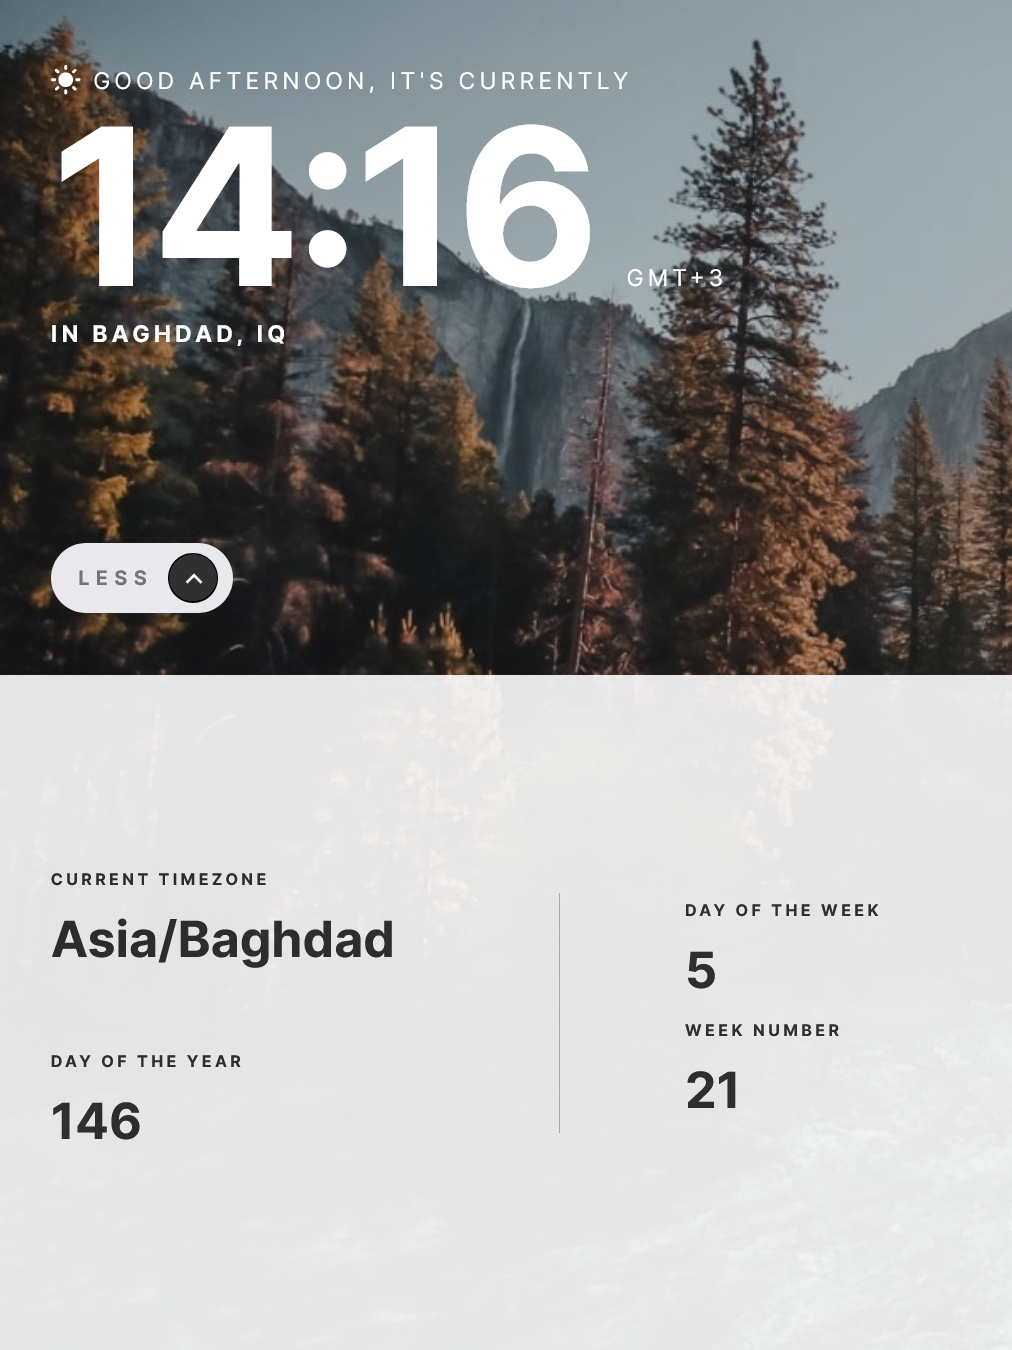 GOOD AFTERNOON, IT'S CURRENTLY
14:16 GMT+3
IN BAGHDAD, IQ
LESS
CURRENT TIMEZONE
Asia/Baghdad
DAY OF THE YEAR
146
DAY OF THE WEEK
5
WEEK NUMBER
21